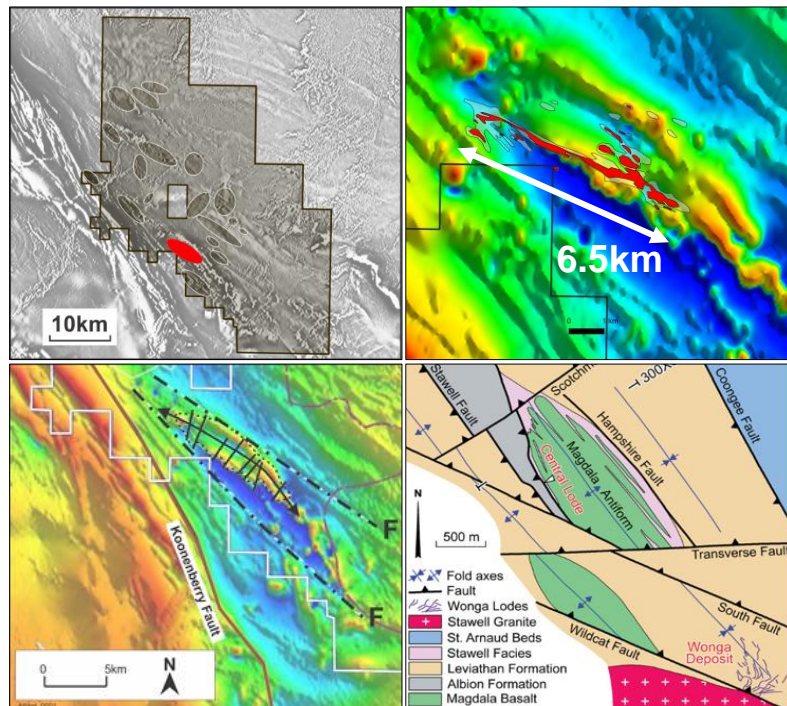 10km
6.5km
1km
Koonenberry Fault
F
F
0
5km
N
Stawell Fault
Scotchm
300X
Coongee Fault
Hampshire Fault
Central Lode
Magdala
Antiform
N
500 m
Transverse Fault
Fold axes
Fault
Wonga Lodes
Stawell Granite
St. Arnaud Beds
Stawell Facies
Leviathan Formation
Albion Formation
Magdala Basalt
South Fault
Wildcat Fault
Wonga
Deposit